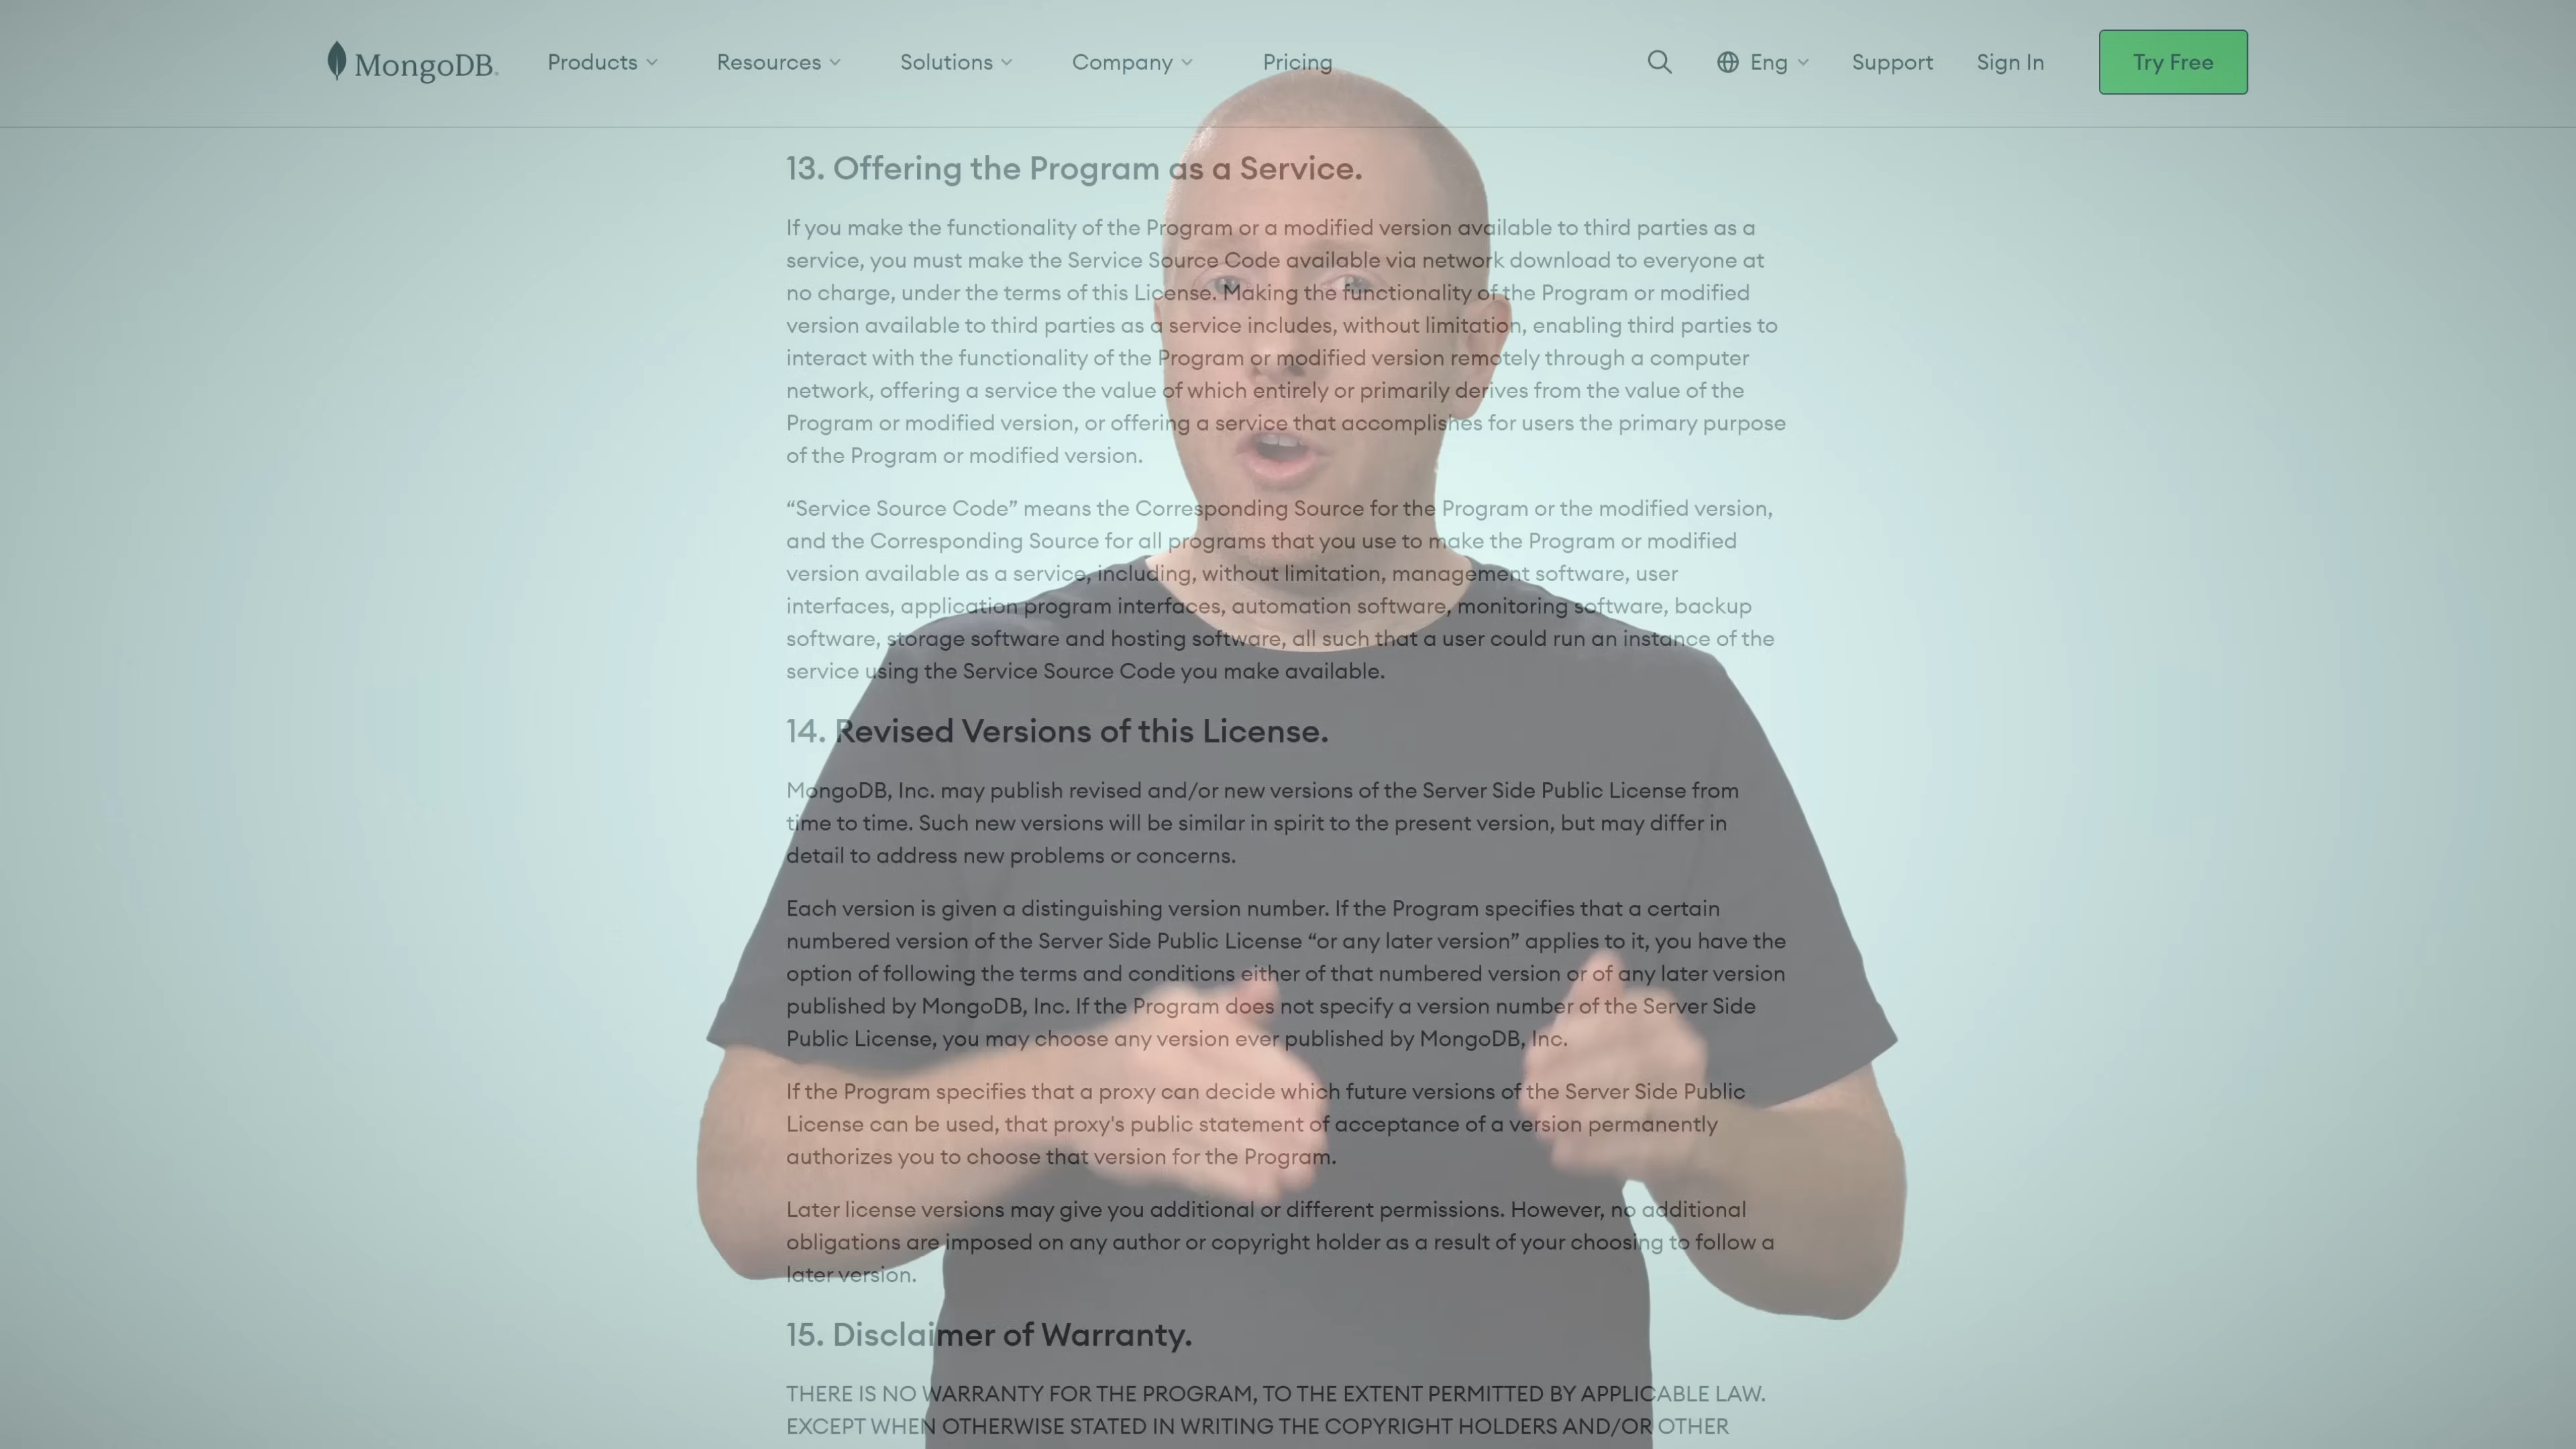 MongoDB. Products Resources Solutions Company Pricing Eng Support Sign In Try Free
13. Offering the Program as a Service.
If you make the functionality of the Program or a modified version available to third parties as a
service, you must make the Service Source Code available via network download to everyone at
no charge, under the terms of this License. Making the functionality of the Program or modified
version available to third parties as a service includes, without limitation, enabling third parties to
interact with the functionality of the Program or modified version remotely through a computer
network, offering a service the value of which entirely or primarily derives from the value of the
Program or modified version, or offering a service that accomplishes for users the primary purpose
of the Program or modified version.
“Service Source Code” means the Corresponding Source for the Program or the modified version,
and the Corresponding Source for all programs that you use to make the Program or modified
version available as a service, including, without limitation, management software, user
interfaces, application program interfaces, automation software, monitoring software, backup
software, storage software and hosting software, all such that a user could run an instance of the
service using the Service Source Code you make available.
14. Revised Versions of this License.
MongoDB, Inc. may publish revised and/or new versions of the Server Side Public License from
time to time. Such new versions will be similar in spirit to the present version, but may differ in
detail to address new problems or concerns.
Each version is given a distinguishing version number. If the Program specifies that a certain
numbered version of the Server Side Public License “or any later version” applies to it, you have the
option of following the terms and conditions either of that numbered version or of any later version
published by MongoDB, Inc. If the Program does not specify a version number of the Server Side
Public License, you may choose any version ever published by MongoDB, Inc.
If the Program specifies that a proxy can decide which future versions of the Server Side Public
License can be used, that proxy's public statement of acceptance of a version permanently
authorizes you to choose that version for the Program.
Later license versions may give you additional or different permissions. However, no additional
obligations are imposed on any author or copyright holder as a result of your choosing to follow a
later version.
15. Disclaimer of Warranty.
THERE IS NO WARRANTY FOR THE PROGRAM, TO THE EXTENT PERMITTED BY APPLICABLE LAW.
EXCEPT WHEN OTHERWISE STATED IN WRITING THE COPYRIGHT HOLDERS AND/OR OTHER